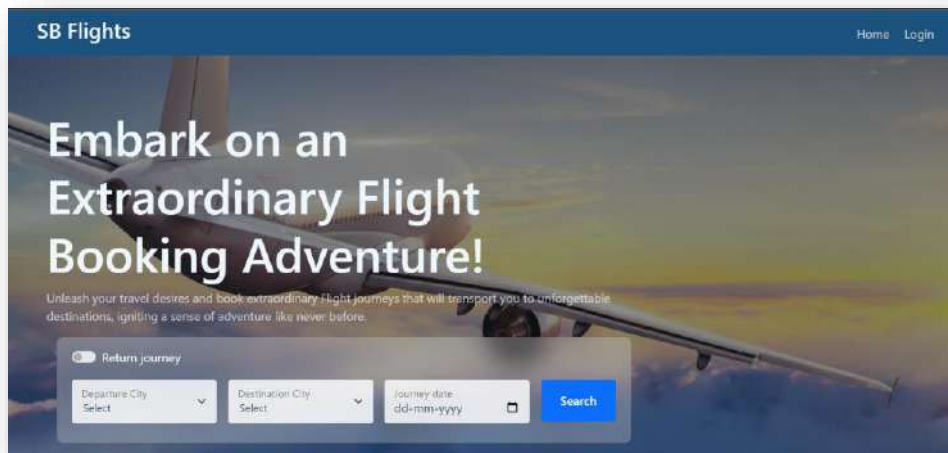 SB Flights
Home Login
Embark on an
Extraordinary Flight
Booking Adventure!
Unleash your travel desires and book extraordinary Flight journeys that will transport you to unforgettable
destinations, igniting a sense of adventure like never before.
Return journey
Departure City
Select
Destination City
Select
Journey date
dd-mm-yyyy
Search